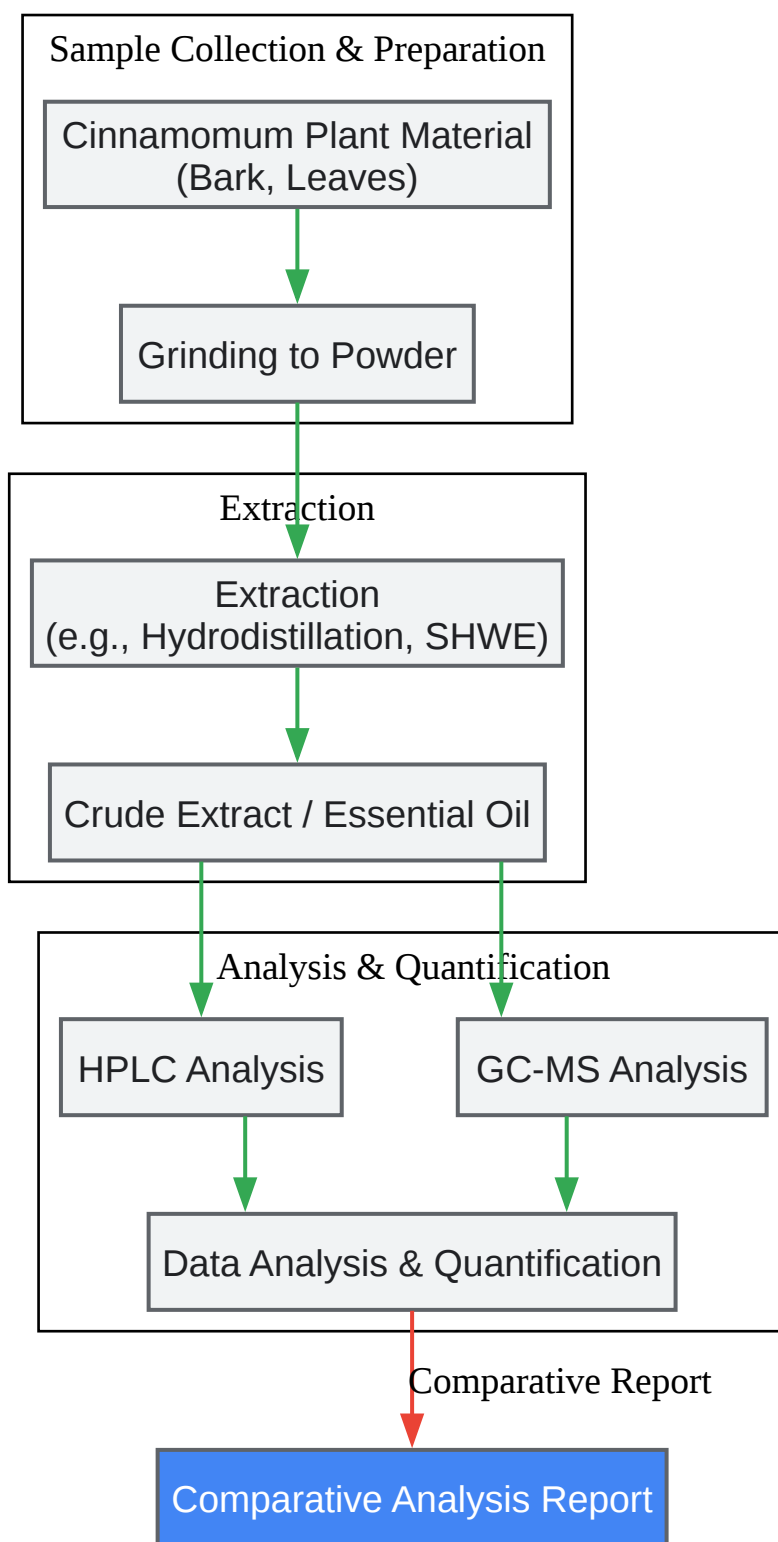 Sample Collection & Preparation
Cinnamomum Plant Material
(Bark, Leaves)
Grinding to Powder
Extraction
Extraction
(e.g., Hydrodistillation, SHWE)
Crude Extract / Essential Oil
Analysis & Quantification
HPLC Analysis
GC-MS Analysis
Data Analysis & Quantification
Comparative Report
Comparative Analysis Report